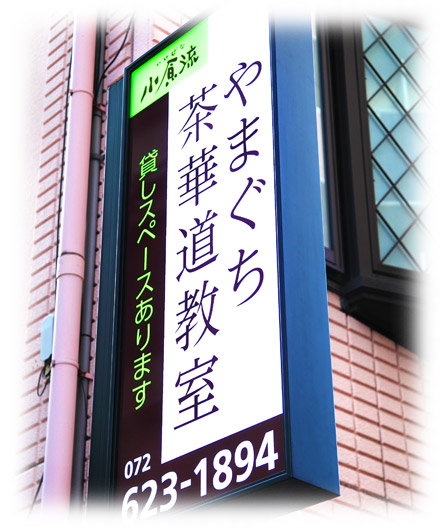 小原流
やまぐち
茶華道教室
貸しスペースあります
072
623-1894